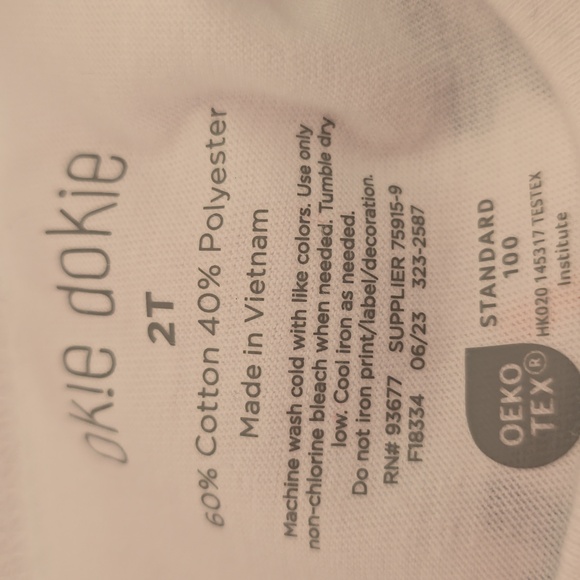 ok!e dokie
2T
60% Cotton 40% Polyester
Made in Vietnam
Machine wash cold with like colors. Use only
non-chlorine bleach when needed. Tumble dry
low. Cool iron as needed.
Do not iron print/label/decoration.
RN# 93677 SUPPLIER 75915-9
F18334 06/23 323-2587
OEKO
TEX®
STANDARD
100
HK020 145317 TESTEX
Institute